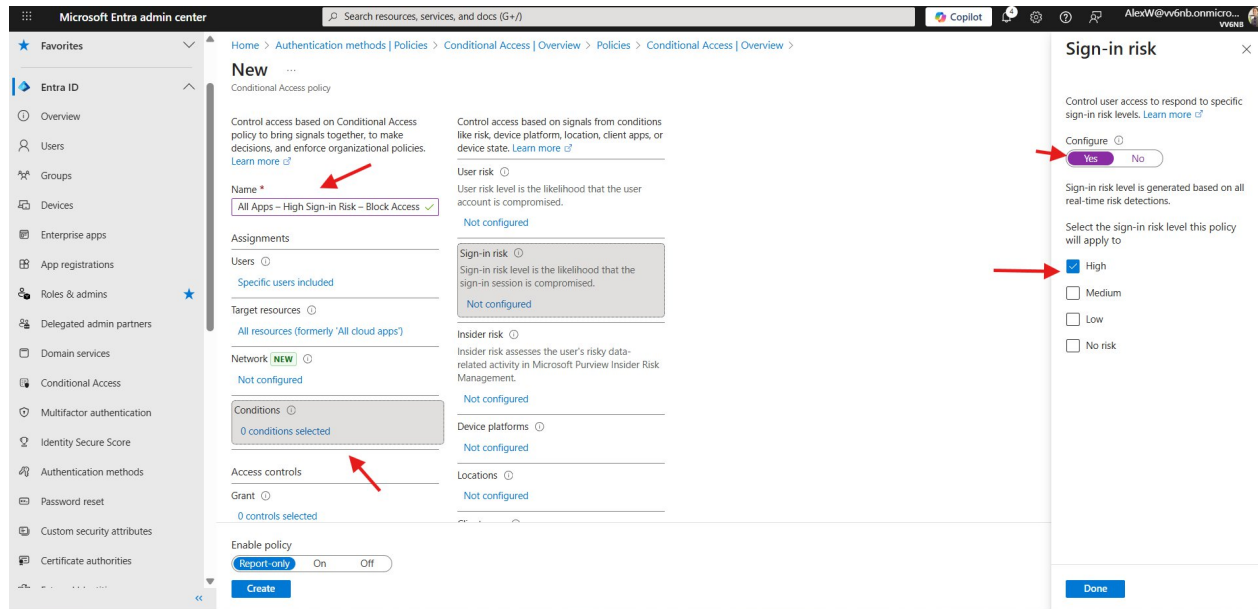 Microsoft Entra admin center
Search resources, services, and docs (G+/)
Copilot
4
AlexW@vv6nb.onmicro...
VV6NB
Favorites
Entra ID
Overview
Users
Groups
Devices
Enterprise apps
App registrations
Roles & admins
Delegated admin partners
Domain services
Conditional Access
Multifactor authentication
Identity Secure Score
Authentication methods
Password reset
Custom security attributes
Certificate authorities
«
Home > Authentication methods | Policies > Conditional Access | Overview > Policies > Conditional Access | Overview >
New ...
Conditional Access policy
Control access based on Conditional Access
policy to bring signals together, to make
decisions, and enforce organizational policies.
Learn more
Name *
All Apps – High Sign-in Risk – Block Access
Assignments
Users
Specific users included
Target resources
All resources (formerly 'All cloud apps')
Network NEW
Not configured
Conditions
0 conditions selected
Access controls
Grant
0 controls selected
Control access based on signals from conditions
like risk, device platform, location, client apps, or
device state. Learn more
User risk
User risk level is the likelihood that the user
account is compromised.
Not configured
Sign-in risk
Sign-in risk level is the likelihood that the
sign-in session is compromised.
Not configured
Insider risk
Insider risk assesses the user's risky data-
related activity in Microsoft Purview Insider Risk
Management.
Not configured
Device platforms
Not configured
Locations
Not configured
Enable policy
Report-only On Off
Create
Sign-in risk
Control user access to respond to specific
sign-in risk levels. Learn more
Configure
Yes No
Sign-in risk level is generated based on all
real-time risk detections.
Select the sign-in risk level this policy
will apply to
High
Medium
Low
No risk
Done